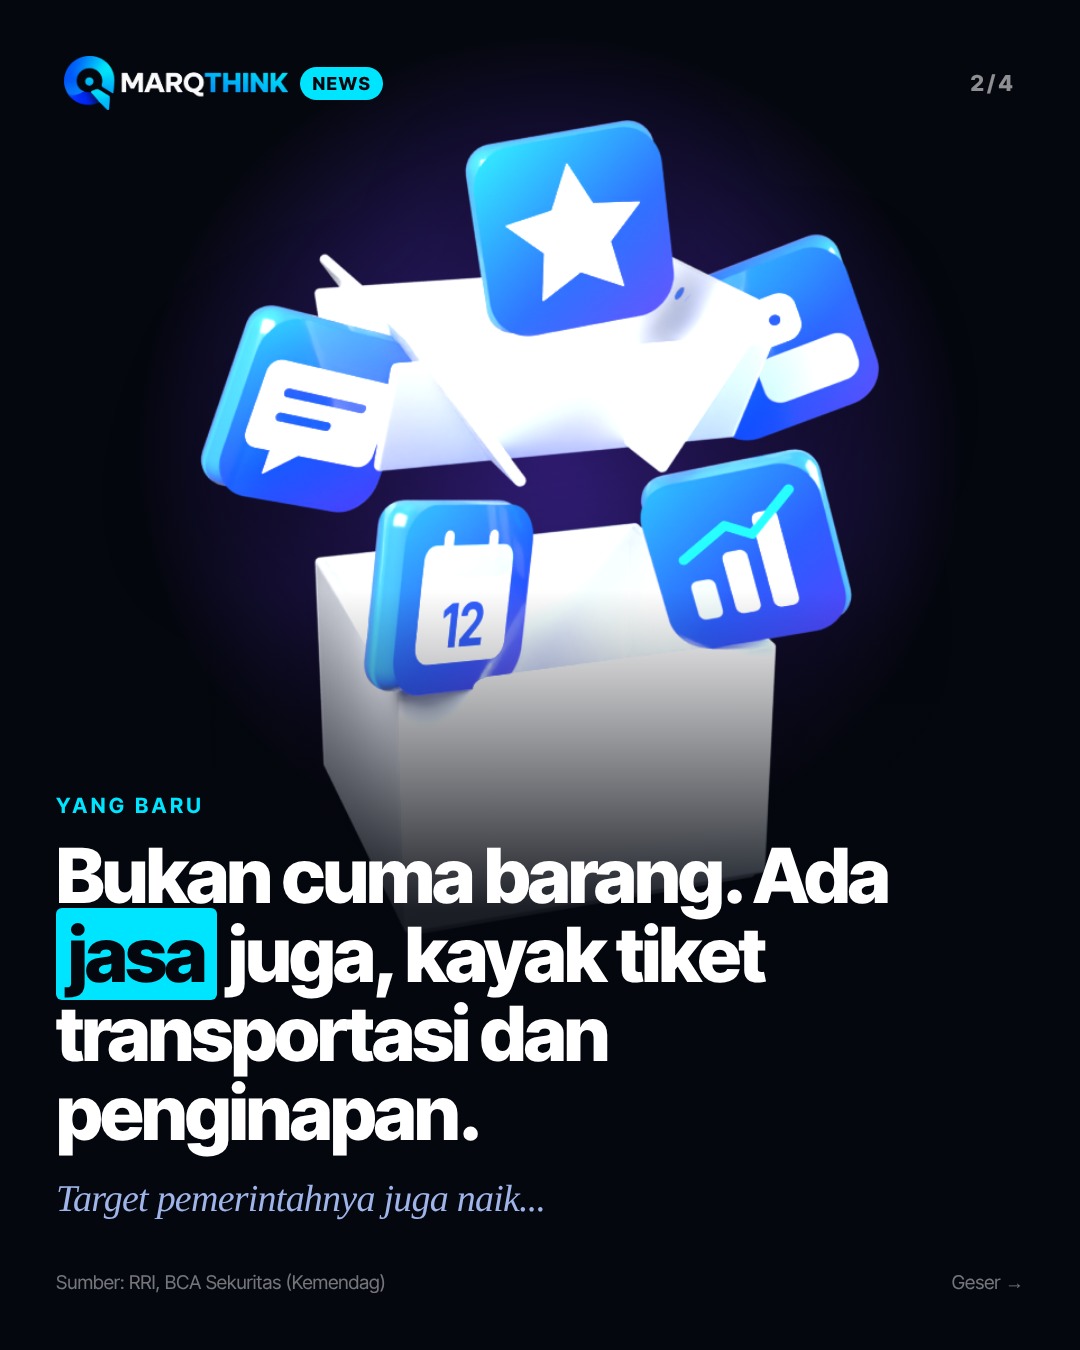 MARQTHINK NEWS
2/4
12
YANG BARU
Bukan cuma barang. Ada
jasa juga, kayak tiket
transportasi dan
penginapan.
Target pemerintahnya juga naik...
Sumber: RRI, BCA Sekuritas (Kemendag)
Geser →